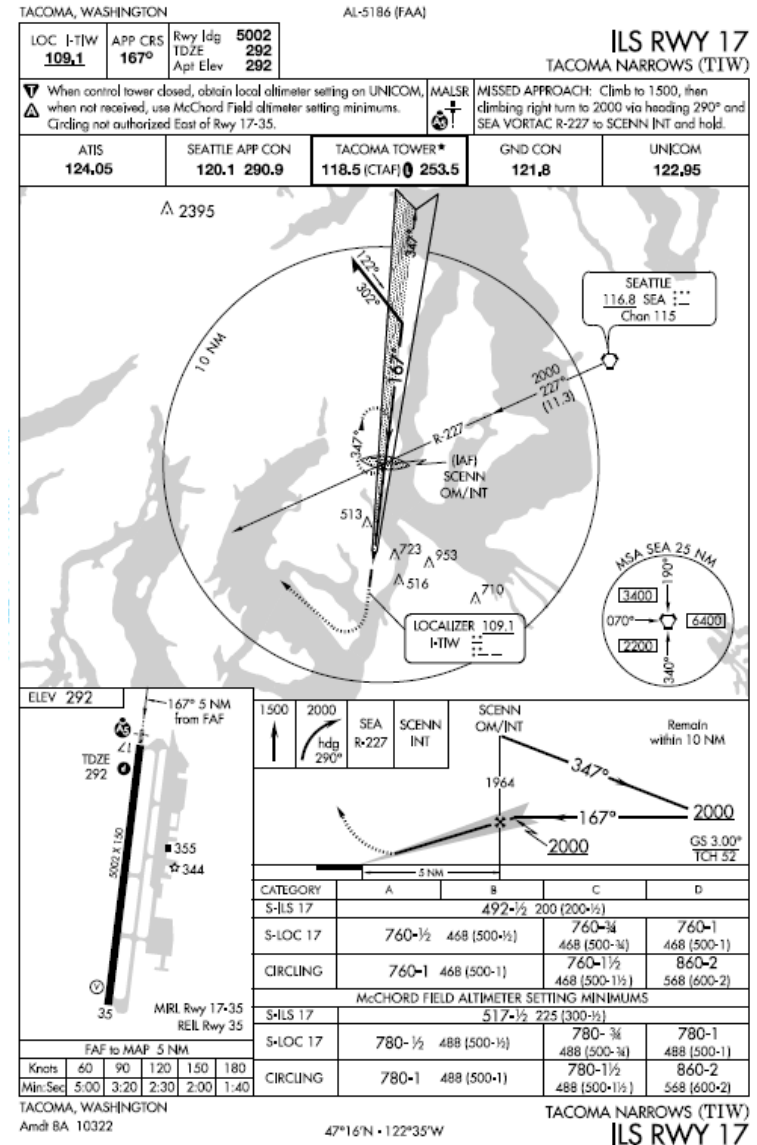 TACOMA, WASHINGTON
AL-5186 (FAA)
LOC I-TIW
109.1
APP CRS
167°
Rwy ldg 5002
TDZE 292
Apt Elev 292
ILS RWY 17
TACOMA NARROWS (TIW)
T When control tower closed, obtain local altimeter setting on UNICOM,
A when not received, use McChord Field altimeter setting minimums.
Circling not authorized East of Rwy 17-35.
MALSR
A5
MISSED APPROACH: Climb to 1500, then
climbing right turn to 2000 via heading 290° and
SEA VORTAC R-227 to SCENN INT and hold.
ATIS
124.05
SEATTLE APP CON
120.1 290.9
TACOMA TOWER★
118.5 (CTAF) L 253.5
GND CON
121.8
UNICOM
122.95
2395
347°
122°
302°
10 NM
167°
SEATTLE
116.8 SEA
Chan 115
2000
227°
(11.3)
R-227
347°
(IAF)
SCENN
OM/INT
513
723
953
516
710
LOCALIZER 109.1
I-TIW
MSA SEA 25 NM
190°
3400
070°
6400
2200
340°
ELEV 292
167° 5 NM
from FAF
A5
17
TDZE
292
5002 X 150
355
344
V
35
MIRL Rwy 17-35
REIL Rwy 35
FAF to MAP 5 NM
Knots 60 90 120 150 180
Min:Sec 5:00 3:20 2:30 2:00 1:40
1500
2000
hdg
290°
SEA
R-227
SCENN
INT
SCENN
OM/INT
Remain
within 10 NM
347°
1964
167°
2000
2000
GS 3.00°
TCH 52
5 NM
CATEGORY A B C D
S-ILS 17 492-½ 200 (200-½)
S-LOC 17 760-½ 468 (500-½) 760-¾ 468 (500-¾) 760-1 468 (500-1)
CIRCLING 760-1 468 (500-1) 760-1½ 468 (500-1½) 860-2 568 (600-2)
McCHORD FIELD ALTIMETER SETTING MINIMUMS
S-ILS 17 517-½ 225 (300-½)
S-LOC 17 780-½ 488 (500-½) 780-¾ 488 (500-¾) 780-1 488 (500-1)
CIRCLING 780-1 488 (500-1) 780-1½ 488 (500-1½) 860-2 568 (600-2)
TACOMA, WASHINGTON
Amdt 8A 10322
47°16'N - 122°35'W
TACOMA NARROWS (TIW)
ILS RWY 17